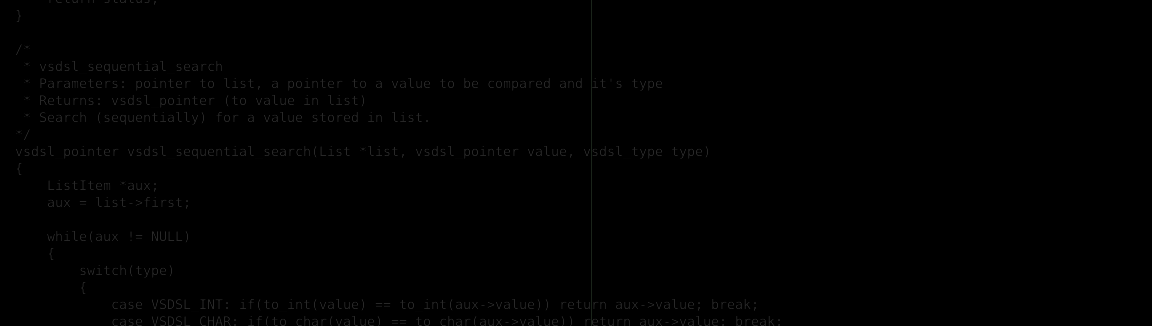 return status;
}
/*
 * vsdsl sequential search
 * Parameters: pointer to list, a pointer to a value to be compared and it's type
 * Returns: vsdsl pointer (to value in list)
 * Search (sequentially) for a value stored in list.
*/
vsdsl pointer vsdsl sequential search(List *list, vsdsl pointer value, vsdsl type type)
{
    ListItem *aux;
    aux = list->first;
    while(aux != NULL)
    {
        switch(type)
        {
            case VSDSL INT: if(to int(value) == to int(aux->value)) return aux->value; break;
            case VSDSL CHAR: if(to char(value) == to char(aux->value)) return aux->value; break;